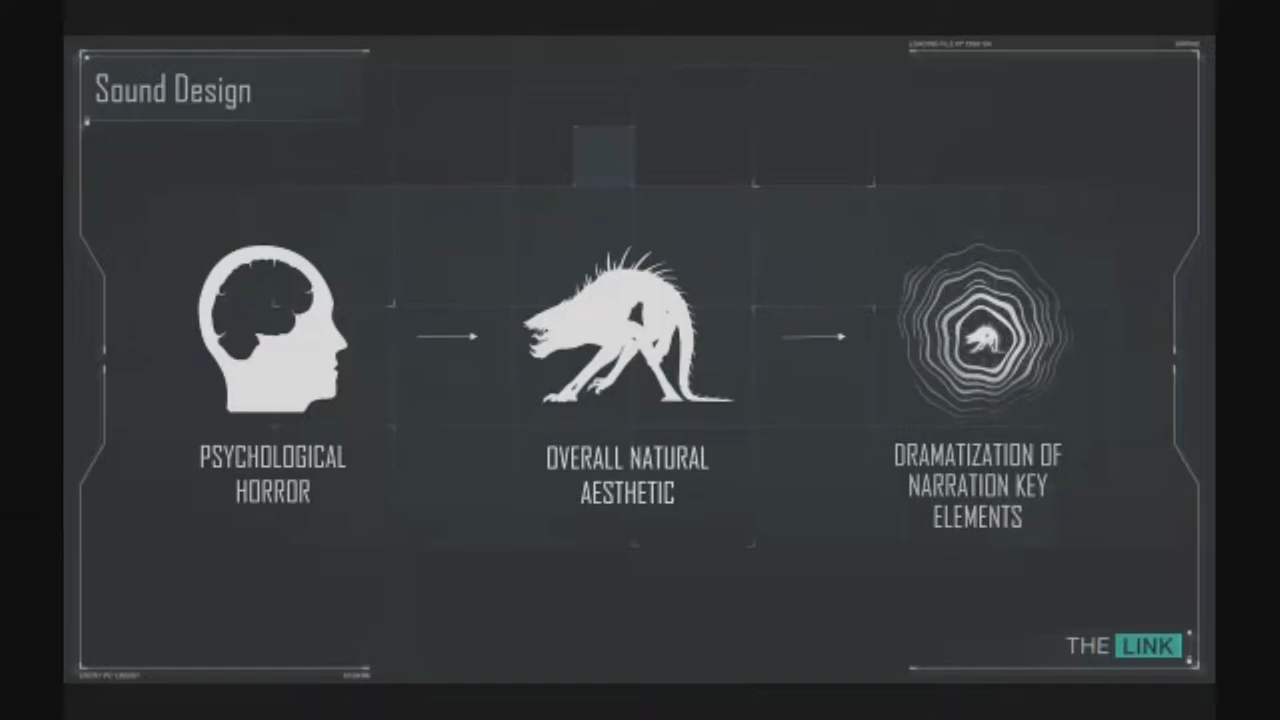 Sound Design
PSYCHOLOGICAL
HORROR
OVERALL NATURAL
AESTHETIC
DRAMATIZATION OF
NARRATION KEY
ELEMENTS
THE LINK